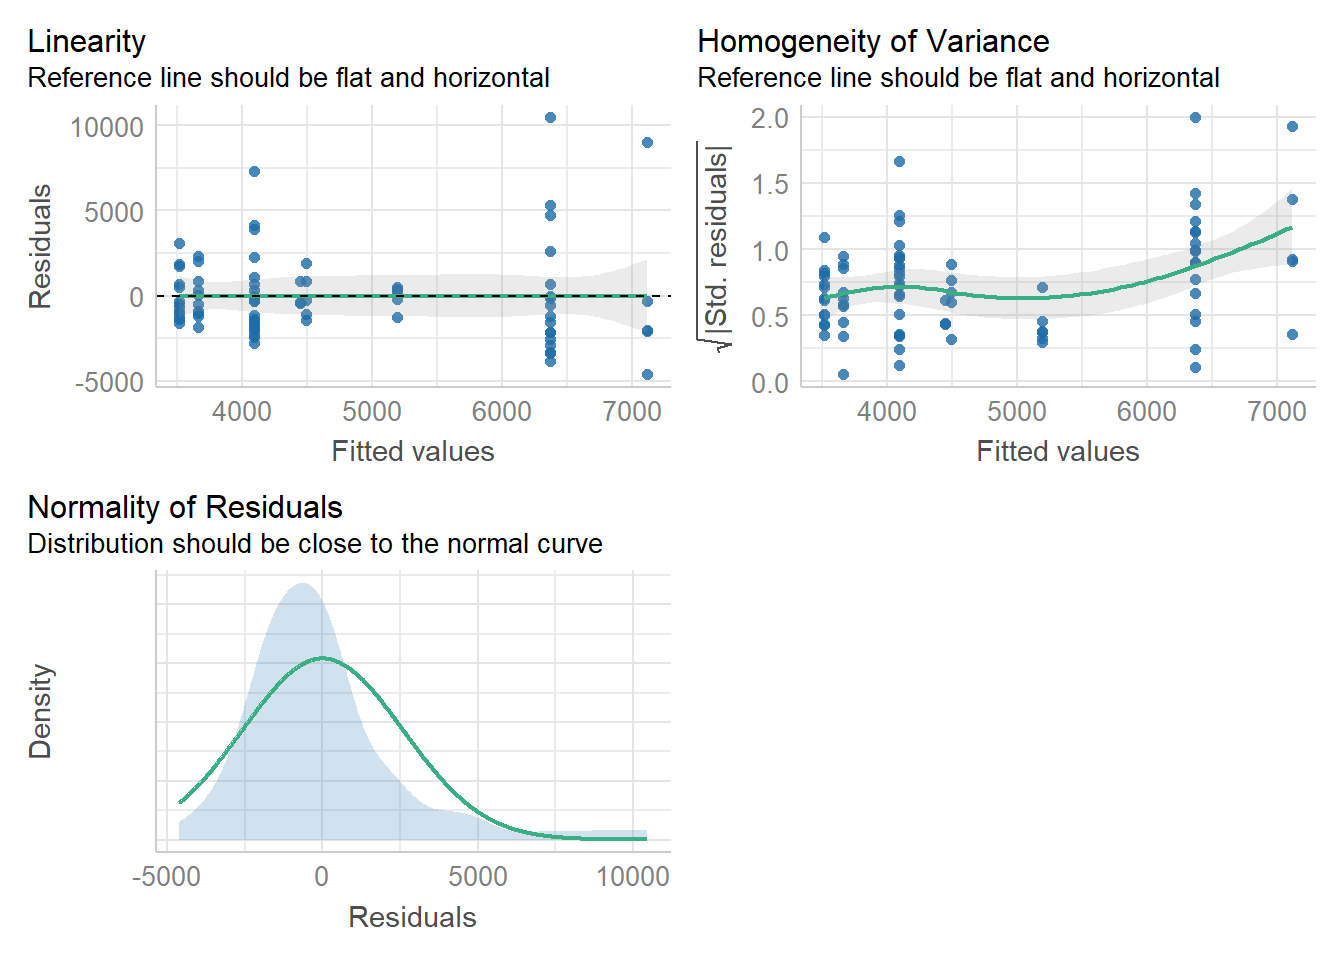 Linearity
Reference line should be flat and horizontal
10000
5000
0
-5000
Residuals
4000 5000 6000 7000
Fitted values
Homogeneity of Variance
Reference line should be flat and horizontal
2.0
1.5
1.0
0.5
0.0
√|Std. residuals|
4000 5000 6000 7000
Fitted values
Normality of Residuals
Distribution should be close to the normal curve
Density
-5000 0 5000 10000
Residuals